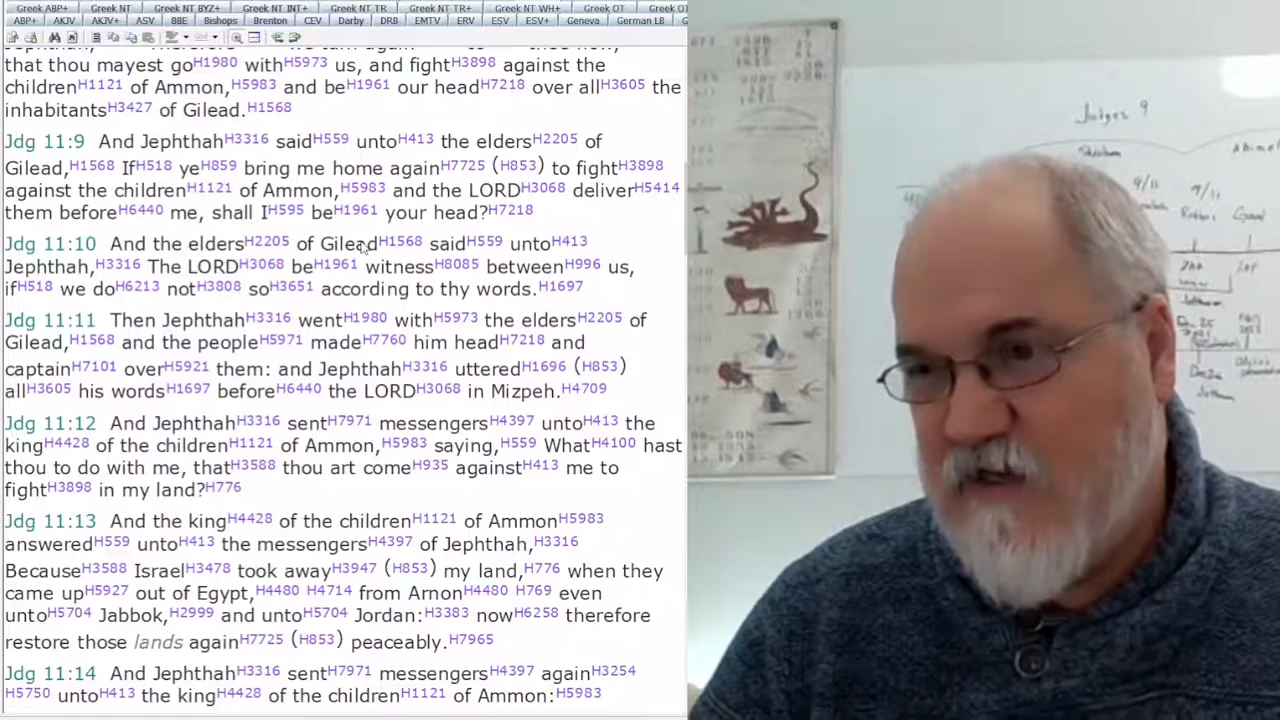 Greek ABP+ Greek NT Greek NT BYZ+ Greek NT INT+ Greek NT TR Greek NT TR+ Greek NT WH+ Greek OT Greek O
ABP+ AKJV AKJV+ ASV BBE Bishops Brenton CEV Darby DRB EMTV ERV ESV ESV+ Geneva German LB G
that thou mayest goH1980 withH5973 us, and fightH3898 against the
childrenH1121 of Ammon,H5983 and beH1961 our headH7218 over allH3605 the
inhabitantsH3427 of Gilead.H1568
Jdg 11:9 And JephthahH3316 saidH559 untoH413 the eldersH2205 of
Gilead,H1568 IfH518 yeH859 bring me home againH7725 (H853) to fightH3898
against the childrenH1121 of Ammon,H5983 and the LORDH3068 deliverH5414
them beforeH6440 me, shall IH595 beH1961 your head?H7218
Jdg 11:10 And the eldersH2205 of GileadH1568 saidH559 untoH413
Jephthah,H3316 The LORDH3068 beH1961 witnessH8085 betweenH996 us,
ifH518 we doH6213 notH3808 soH3651 according to thy words.H1697
Jdg 11:11 Then JephthahH3316 wentH1980 withH5973 the eldersH2205 of
Gilead,H1568 and the peopleH5971 madeH7760 him headH7218 and
captainH7101 overH5921 them: and JephthahH3316 utteredH1696 (H853)
allH3605 his wordsH1697 beforeH6440 the LORDH3068 in Mizpeh.H4709
Jdg 11:12 And JephthahH3316 sentH7971 messengersH4397 untoH413 the
kingH4428 of the childrenH1121 of Ammon,H5983 saying,H559 WhatH4100 hast
thou to do with me, thatH3588 thou art comeH935 againstH413 me to
fightH3898 in my land?H776
Jdg 11:13 And the kingH4428 of the childrenH1121 of AmmonH5983
answeredH559 untoH413 the messengersH4397 of Jephthah,H3316
BecauseH3588 IsraelH3478 took awayH3947 (H853) my land,H776 when they
came upH5927 out of Egypt,H4480 H4714 from ArnonH4480 H769 even
untoH5704 Jabbok,H2999 and untoH5704 Jordan:H3383 nowH6258 therefore
restore those lands againH7725 (H853) peaceably.H7965
Jdg 11:14 And JephthahH3316 sentH7971 messengersH4397 againH3254
H5750 untoH413 the kingH4428 of the childrenH1121 of Ammon:H5983
Judges 9
9/11 9/11